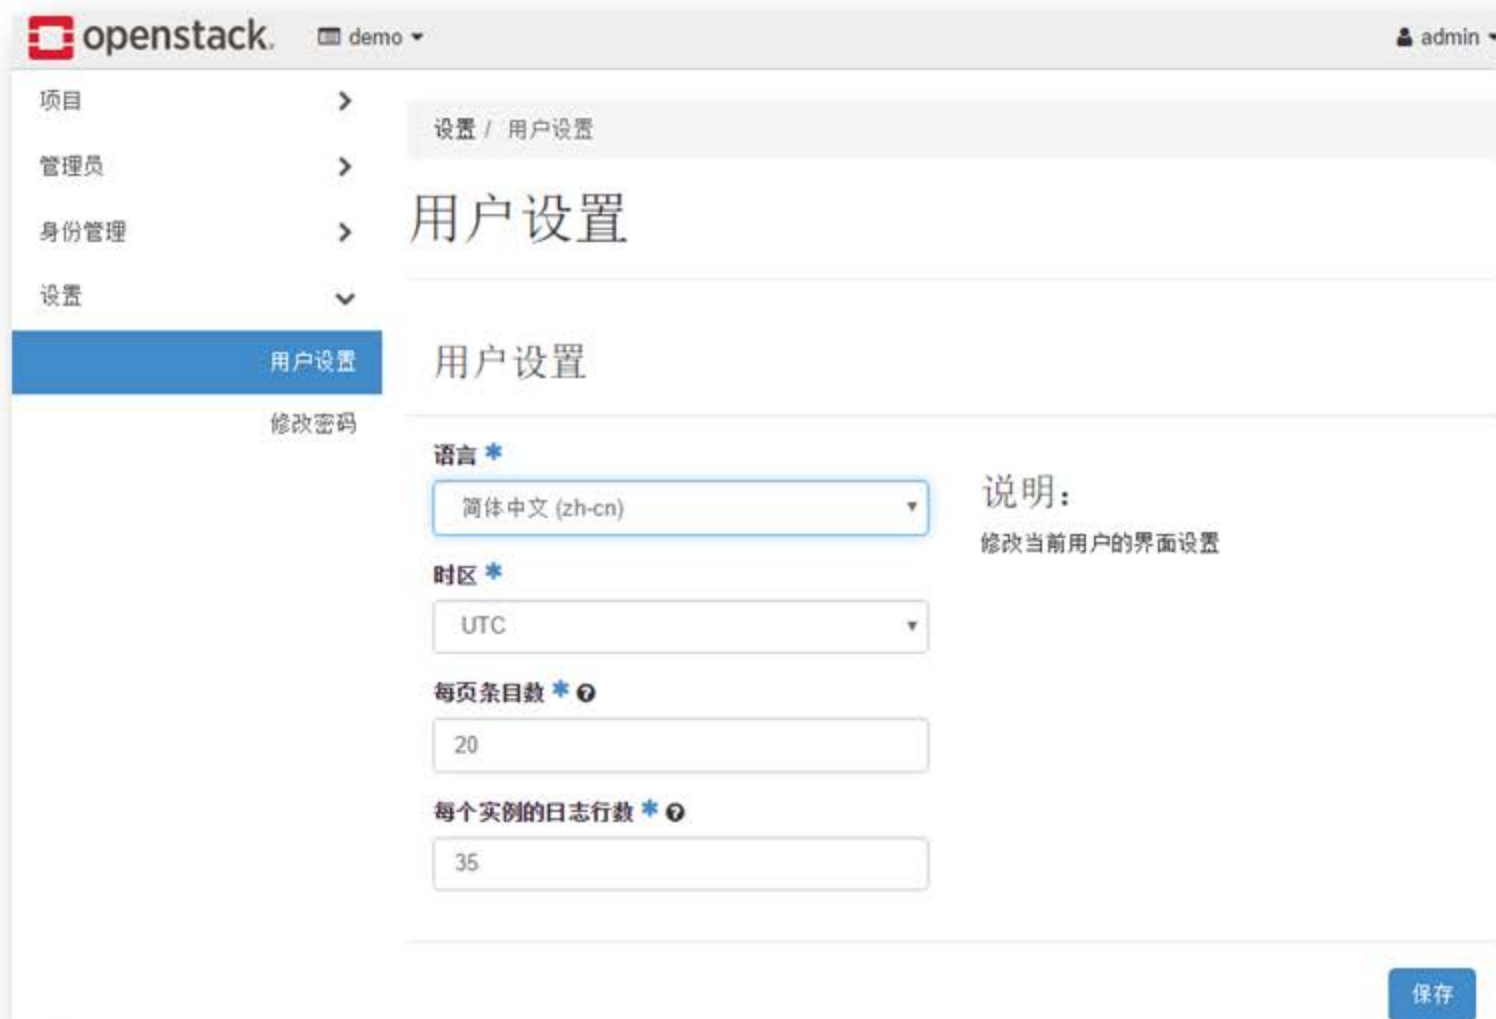 openstack. demo admin
项目
管理员
身份管理
设置
用户设置
修改密码
设置 / 用户设置
用户设置
用户设置
语言 *
简体中文 (zh-cn)
时区 *
UTC
每页条目数 *
20
每个实例的日志行数 *
35
说明：
修改当前用户的界面设置
保存